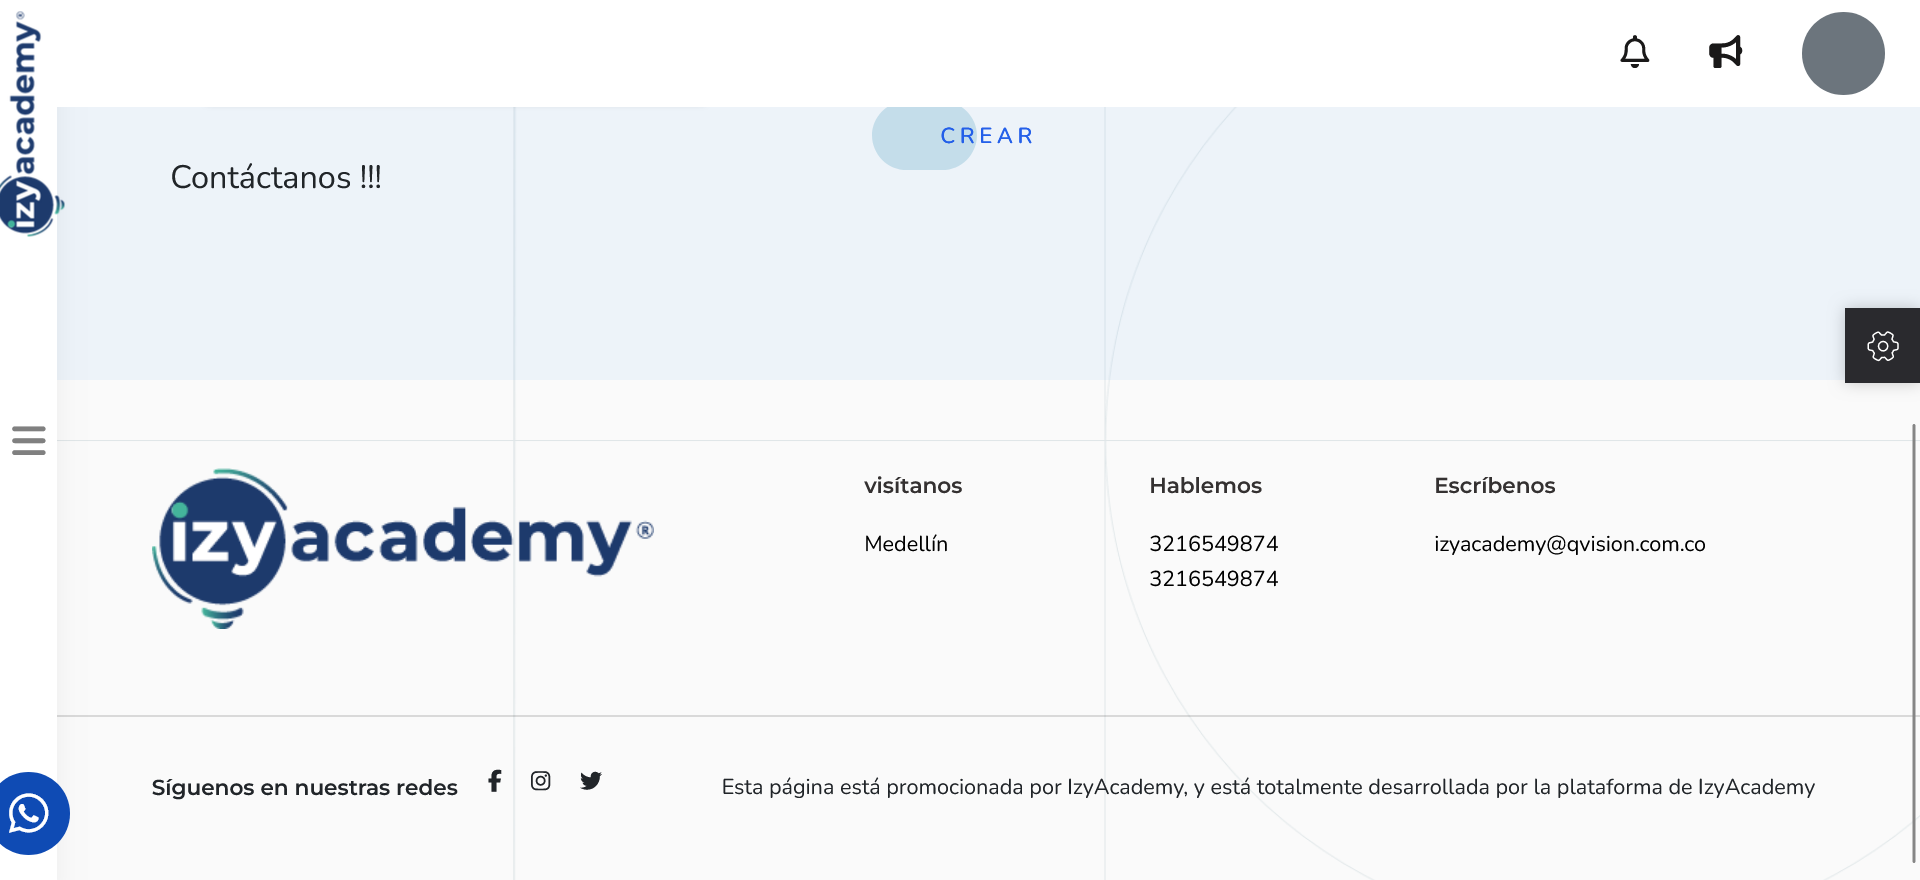 izyacademy®
CREAR
Contáctanos !!!
izyacademy®
visítanos
Medellín
Hablemos
3216549874
3216549874
Escríbenos
izyacademy@qvision.com.co
Síguenos en nuestras redes
Esta página está promocionada por IzyAcademy, y está totalmente desarrollada por la plataforma de IzyAcademy